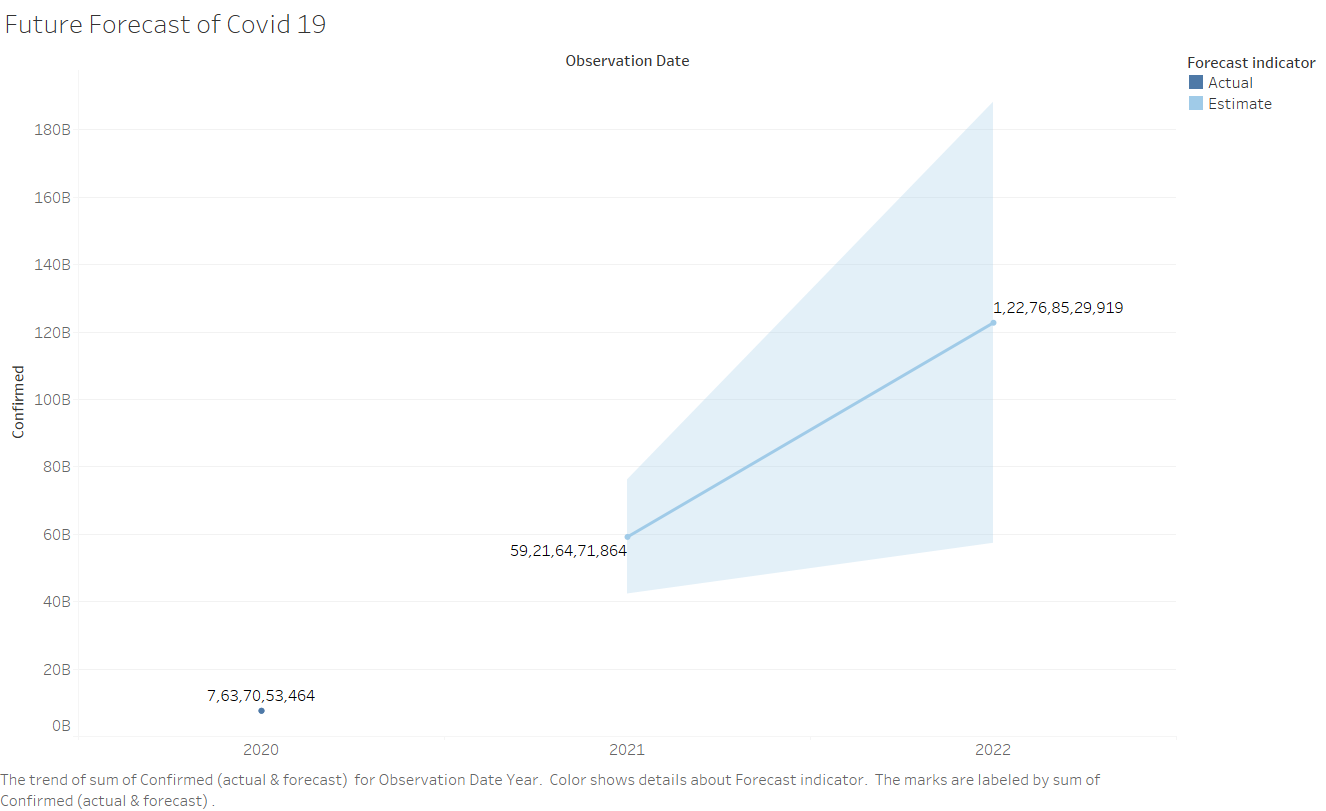 Future Forecast of Covid 19
Observation Date
Forecast indicator
Actual
Estimate
180B
160B
140B
120B
100B
80B
60B
40B
20B
0B
Confirmed
1,22,76,85,29,919
59,21,64,71,864
7,63,70,53,464
2020
2021
2022
The trend of sum of Confirmed (actual & forecast) for Observation Date Year. Color shows details about Forecast indicator. The marks are labeled by sum of
Confirmed (actual & forecast) .